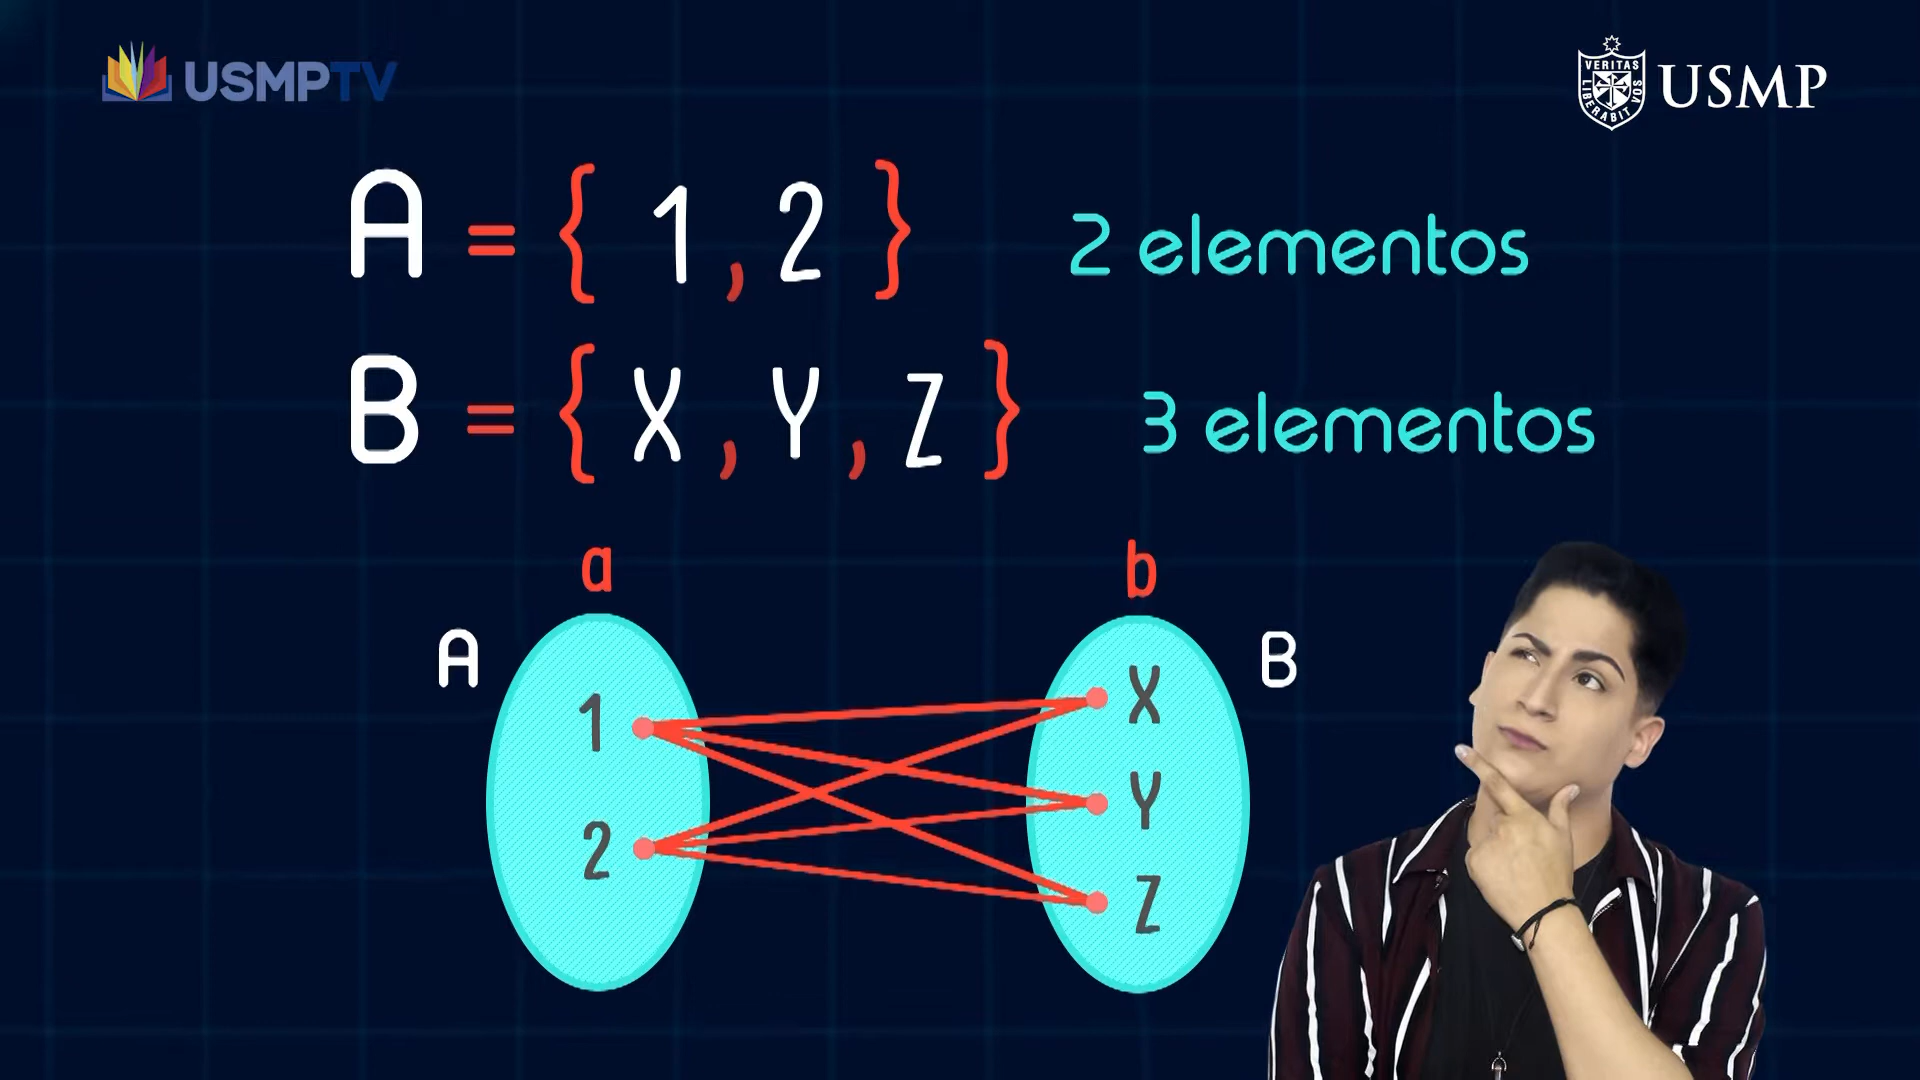 USMPTV
VERITAS
LIBERABIT VOS
USMP
A = { 1 , 2 } 2 elementos
B = { X , Y , Z } 3 elementos
a b
A B
1 X
2 Y
Z